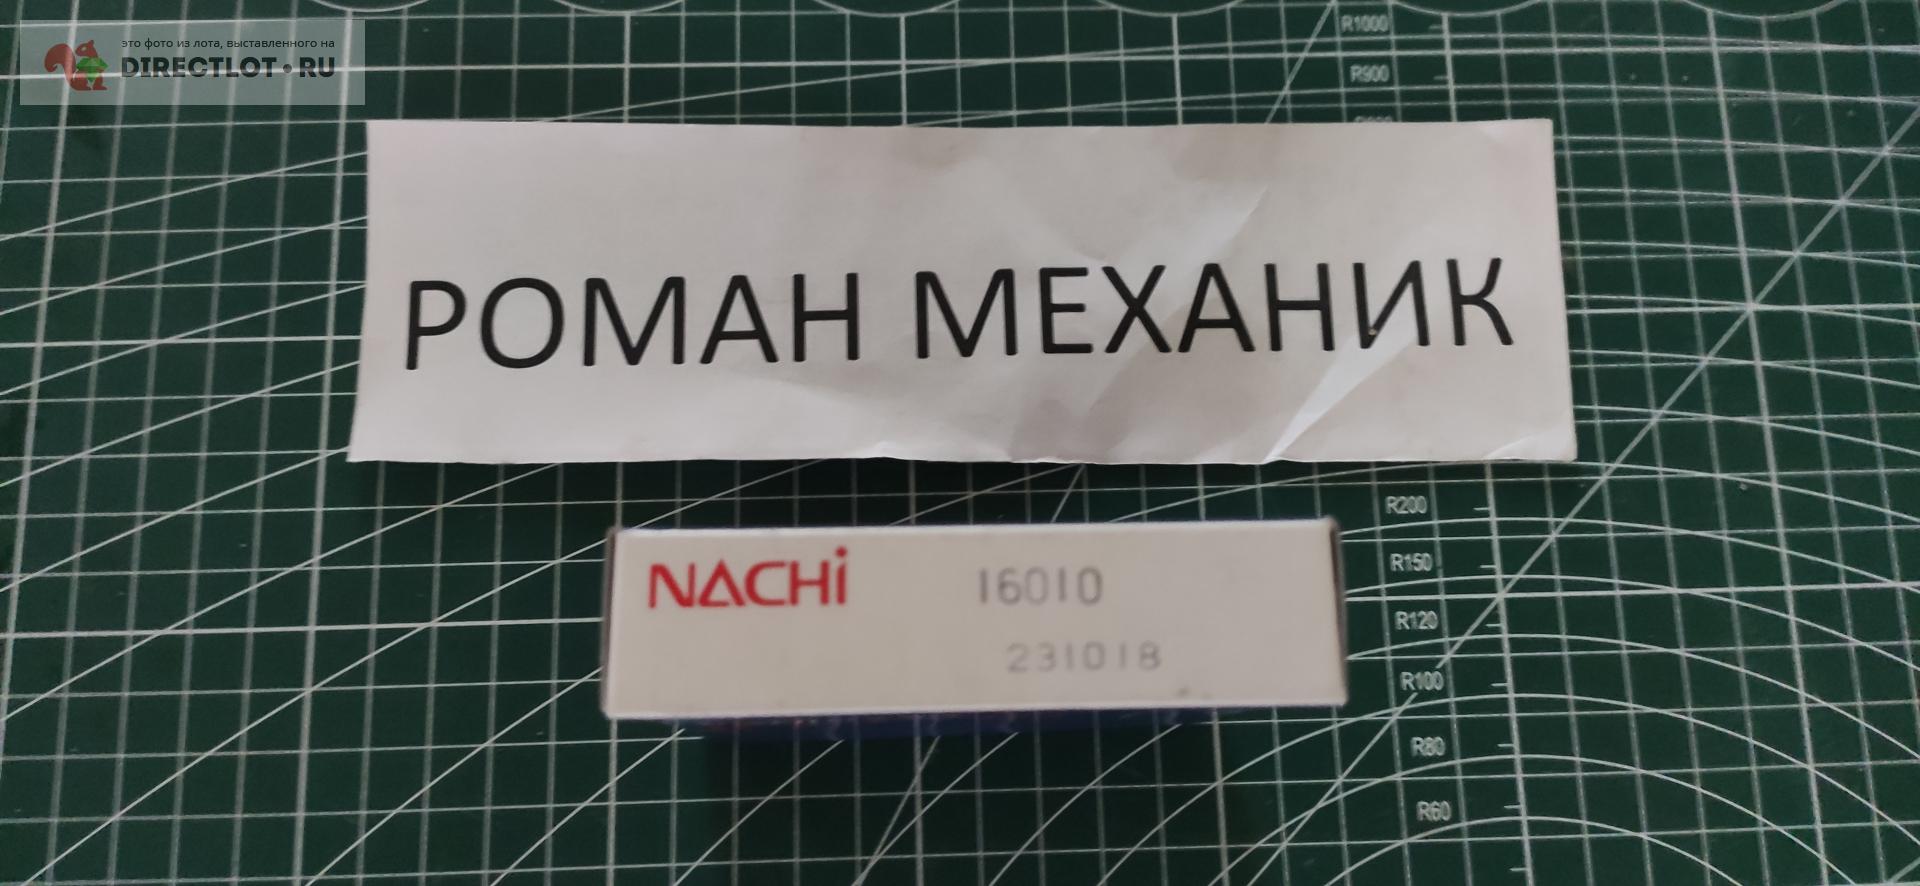 это фото из лота, выставленного на
DIRECTLOT•RU
R1000
R900
РОМАН МЕХАНИК
R200
NACHi 16010
R150
231018
R120
R100
R80
R60